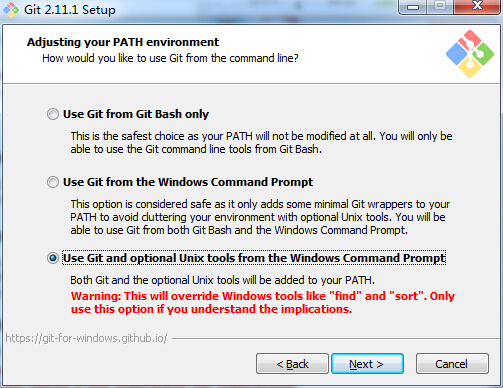 Git 2.11.1 Setup
Adjusting your PATH environment
How would you like to use Git from the command line?
Use Git from Git Bash only
This is the safest choice as your PATH will not be modified at all. You will only be
able to use the Git command line tools from Git Bash.
Use Git from the Windows Command Prompt
This option is considered safe as it only adds some minimal Git wrappers to your
PATH to avoid cluttering your environment with optional Unix tools. You will be
able to use Git from both Git Bash and the Windows Command Prompt.
Use Git and optional Unix tools from the Windows Command Prompt
Both Git and the optional Unix tools will be added to your PATH.
Warning: This will override Windows tools like "find" and "sort". Only
use this option if you understand the implications.
https://git-for-windows.github.io/
< Back Next > Cancel